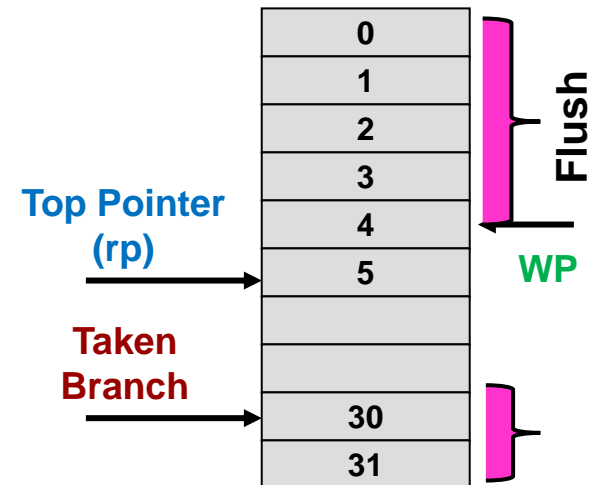 0
1
2
3
4
5
30
31
Top Pointer
(rp)
Taken
Branch
Flush
WP